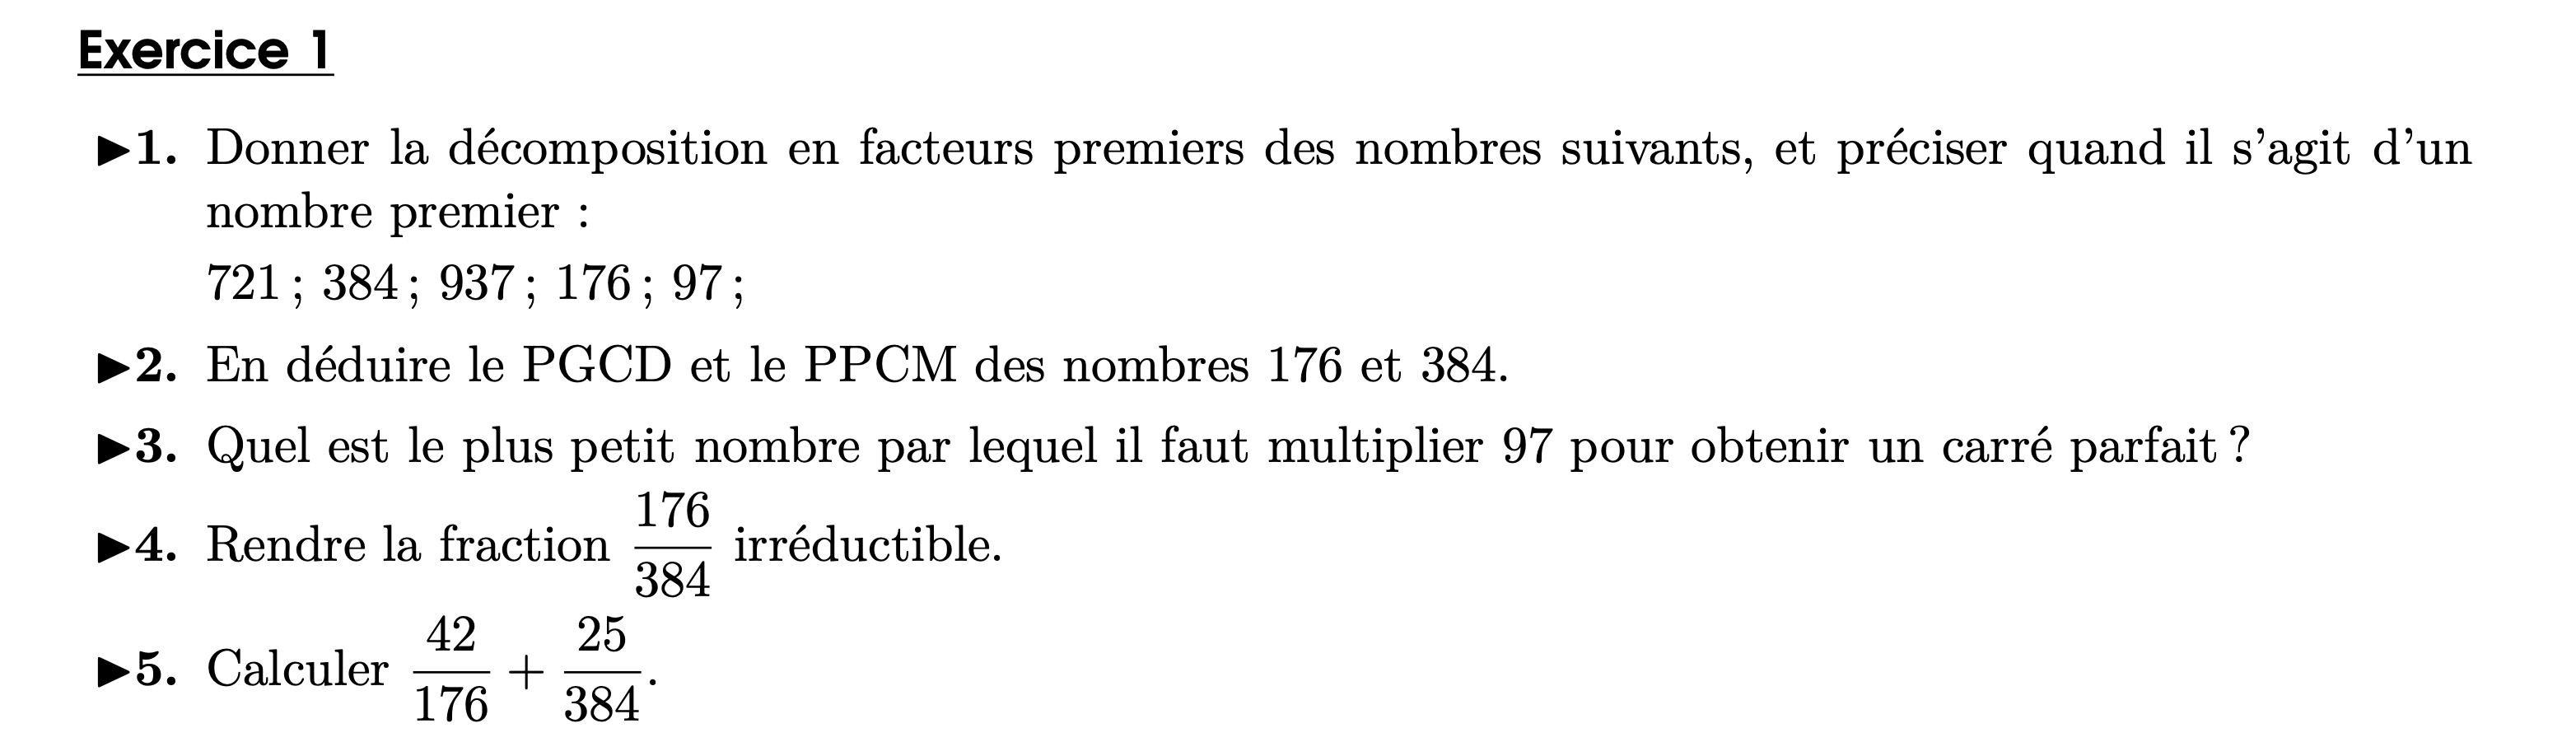 Exercice 1
▶1. Donner la décomposition en facteurs premiers des nombres suivants, et préciser quand il s’agit d’un
nombre premier :
721 ; 384 ; 937 ; 176 ; 97 ;
▶2. En déduire le PGCD et le PPCM des nombres 176 et 384.
▶3. Quel est le plus petit nombre par lequel il faut multiplier 97 pour obtenir un carré parfait ?
▶4. Rendre la fraction 176/384 irréductible.
▶5. Calculer 42/176 + 25/384.